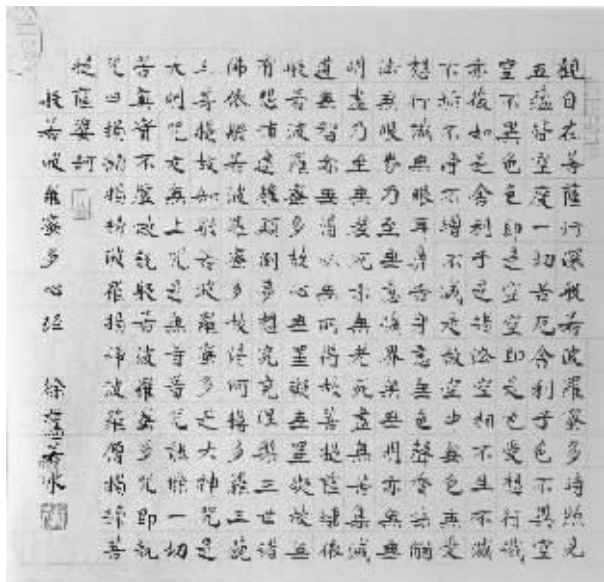 觀自在菩薩行深般若波羅蜜多時照見
五蘊皆空度一切苦厄舍利子色不異空
空不異色色即是空空即是色受想行識
亦復如是舍利子是諸法空相不生不滅
不垢不淨不增不減是故空中無色無受
想行識無眼耳鼻舌身意無色聲香味觸
法無眼界乃至無意識界無無明亦無無
明盡乃至無老死亦無老死盡無苦集滅
道無智亦無得以無所得故菩提薩埵依
般若波羅蜜多故心無罣礙無罣礙故無
有恐怖遠離顛倒夢想究竟涅槃三世諸
佛依般若波羅蜜多故得阿耨多羅三藐
三菩提故知般若波羅蜜多是大神咒是
大明咒是無上咒是無等等咒能除一切
苦真實不虛故說般若波羅蜜多咒即說
咒曰揭諦揭諦波羅揭諦波羅僧揭諦菩
提薩婆訶
般若波羅蜜多心經 徐